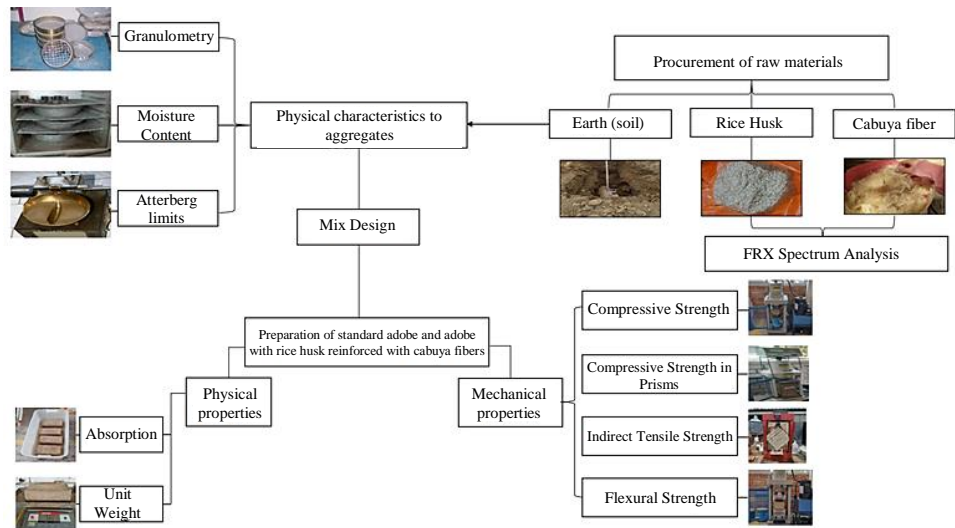 Granulometry
Moisture
Content
Atterberg
limits
Physical characteristics to
aggregates
Procurement of raw materials
Earth (soil)
Rice Husk
Cabuya fiber
FRX Spectrum Analysis
Mix Design
Preparation of standard adobe and adobe
with rice husk reinforced with cabuya fibers
Physical
properties
Absorption
Unit
Weight
Mechanical
properties
Compressive Strength
Compressive Strength in
Prisms
Indirect Tensile Strength
Flexural Strength